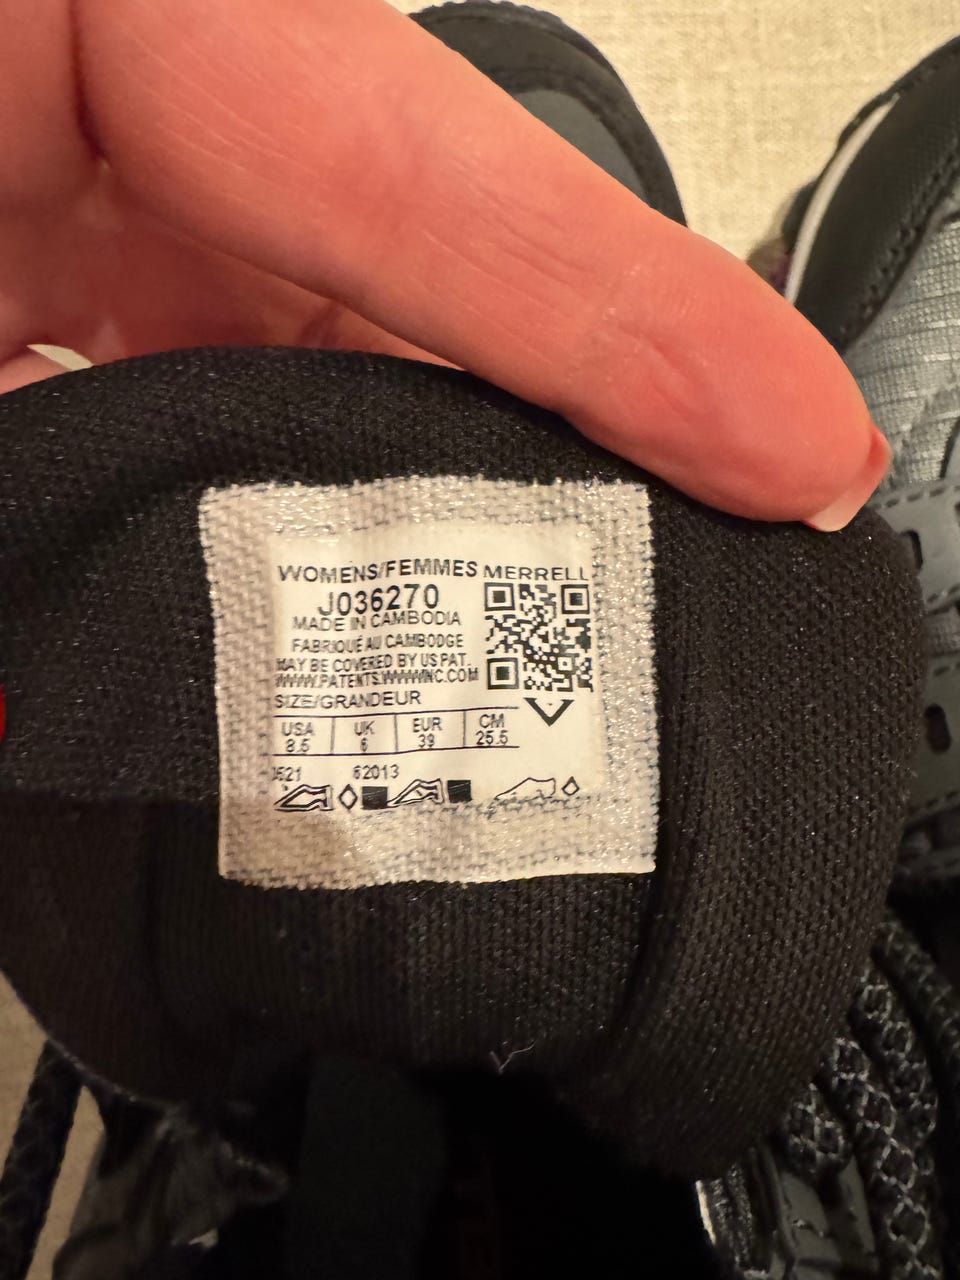 WOMENS/FEMMES MERRELL
J036270
MADE IN CAMBODIA
FABRIQUÉ AU CAMBODGE
MAY BE COVERED BY US PAT.
WWW.PATENTS.WWWINC.COM
SIZE/GRANDEUR
USA UK EUR CM
8.5 6 39 25.5
0521 62013